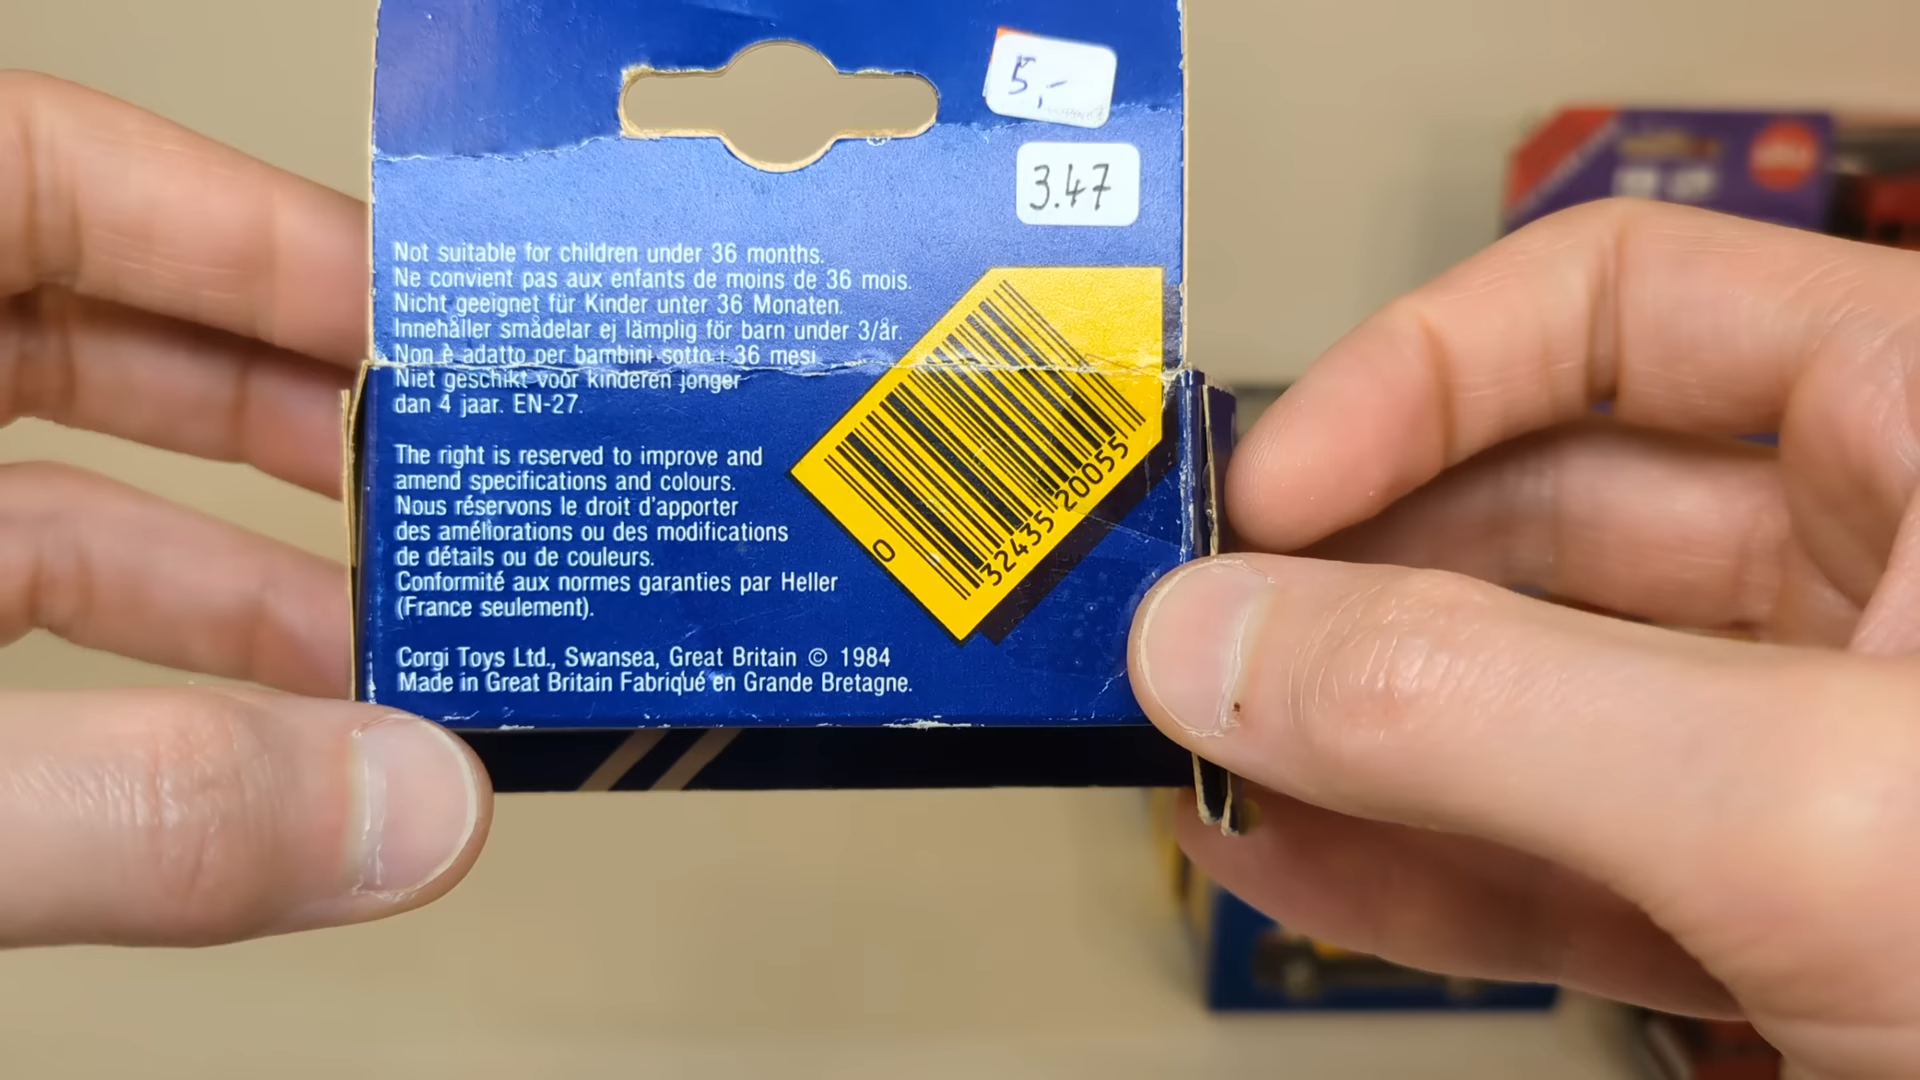 5,-
3.47
Not suitable for children under 36 months.
Ne convient pas aux enfants de moins de 36 mois.
Nicht geeignet für Kinder unter 36 Monaten.
Innehåller smådelar ej lämplig för barn under 3/år.
Non è adatto per bambini sotto i 36 mesi
Niet geschikt voor kinderen jonger
dan 4 jaar. EN-27.
The right is reserved to improve and
amend specifications and colours.
Nous réservons le droit d'apporter
des améliorations ou des modifications
de détails ou de couleurs.
Conformité aux normes garanties par Heller
(France seulement).
Corgi Toys Ltd., Swansea, Great Britain © 1984
Made in Great Britain Fabriqué en Grande Bretagne.
0 32435 20055